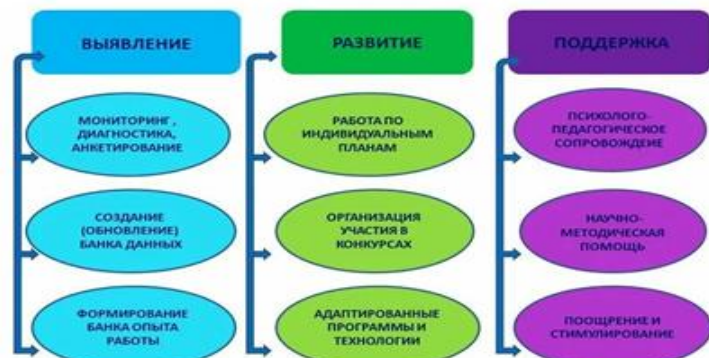 ВЫЯВЛЕНИЕ
МОНИТОРИНГ,
ДИАГНОСТИКА,
АНКЕТИРОВАНИЕ
СОЗДАНИЕ
(ОБНОВЛЕНИЕ)
БАНКА ДАННЫХ
ФОРМИРОВАНИЕ
БАНКА ОПЫТА
РАБОТЫ
РАЗВИТИЕ
РАБОТА ПО
ИНДИВИДУАЛЬНЫМ
ПЛАНАМ
ОРГАНИЗАЦИЯ
УЧАСТИЯ В
КОНКУРСАХ
АДАПТИРОВАННЫЕ
ПРОГРАММЫ И
ТЕХНОЛОГИИ
ПОДДЕРЖКА
ПСИХОЛОГО-
ПЕДАГОГИЧЕСКОЕ
СОПРОВОЖДЕИЕ
НАУЧНО-
МЕТОДИЧЕСКАЯ
ПОМОЩЬ
ПООЩРЕНИЕ И
СТИМУЛИРОВАНИЕ